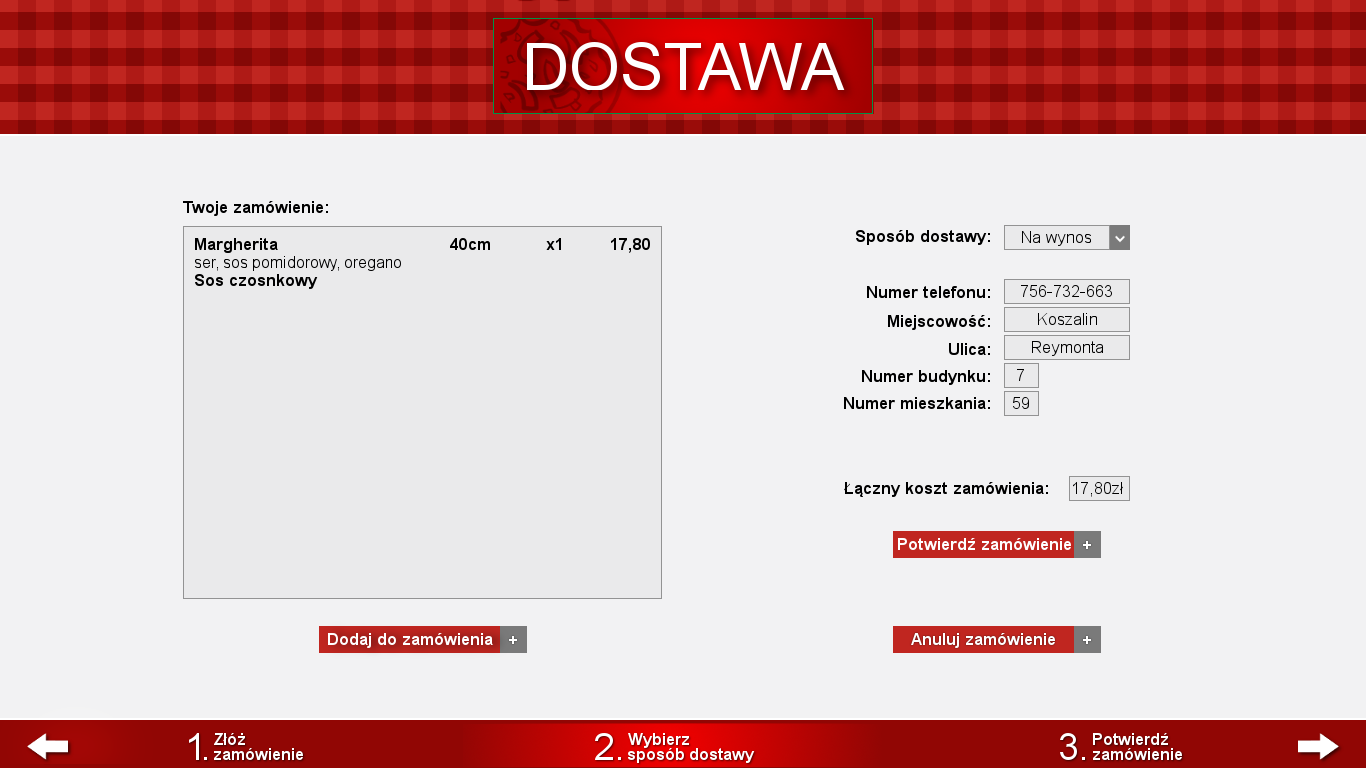 DOSTAWA
Twoje zamówienie:
Margherita 40cm x1 17,80
ser, sos pomidorowy, oregano
Sos czosnkowy
Dodaj do zamówienia +
Sposób dostawy: Na wynos
Numer telefonu: 756-732-663
Miejscowość: Koszalin
Ulica: Reymonta
Numer budynku: 7
Numer mieszkania: 59
Łączny koszt zamówienia: 17,80zł
Potwierdź zamówienie +
Anuluj zamówienie +
1. Złóż
zamówienie
2. Wybierz
sposób dostawy
3. Potwierdź
zamówienie